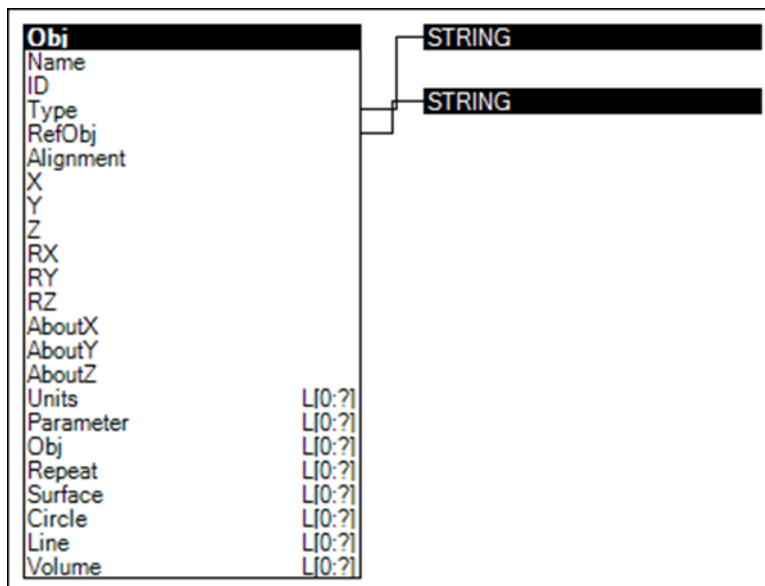 Obj
Name
ID
Type
RefObj
Alignment
X
Y
Z
RX
RY
RZ
AboutX
AboutY
AboutZ
Units L[0:?]
Parameter L[0:?]
Obj L[0:?]
Repeat L[0:?]
Surface L[0:?]
Circle L[0:?]
Line L[0:?]
Volume L[0:?]
STRING
STRING